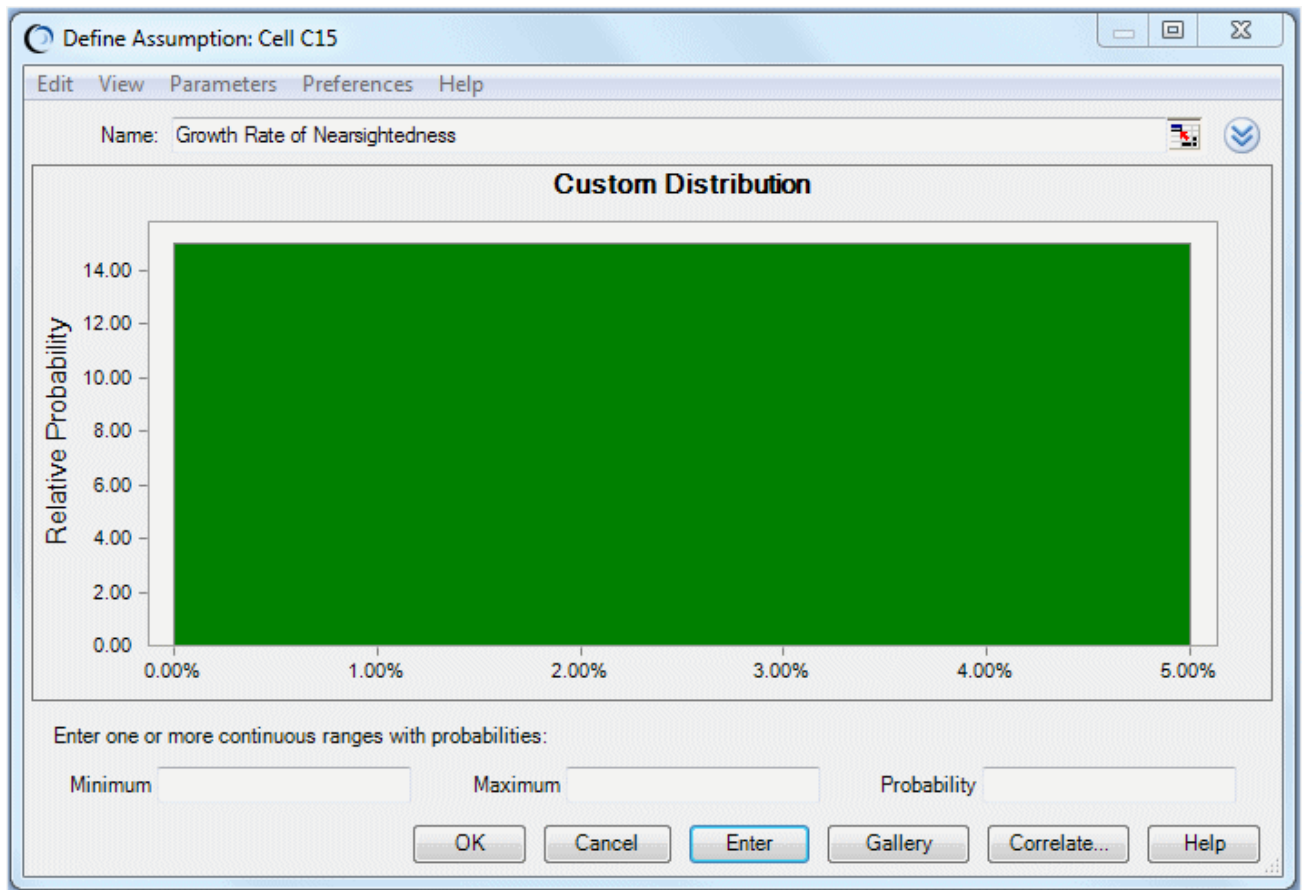 Define Assumption: Cell C15
Edit View Parameters Preferences Help
Name: Growth Rate of Nearsightedness
Custom Distribution
Relative Probability
14.00
12.00
10.00
8.00
6.00
4.00
2.00
0.00
0.00% 1.00% 2.00% 3.00% 4.00% 5.00%
Enter one or more continuous ranges with probabilities:
Minimum Maximum Probability
OK Cancel Enter Gallery Correlate... Help